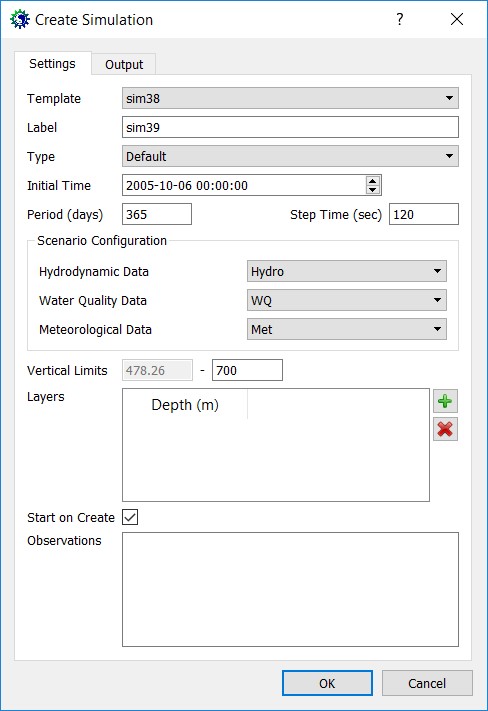 Create Simulation ?
Settings Output
Template sim38
Label sim39
Type Default
Initial Time 2005-10-06 00:00:00
Period (days) 365 Step Time (sec) 120
Scenario Configuration
Hydrodynamic Data Hydro
Water Quality Data WQ
Meteorological Data Met
Vertical Limits 478.26 - 700
Layers Depth (m)
Start on Create
Observations
OK Cancel